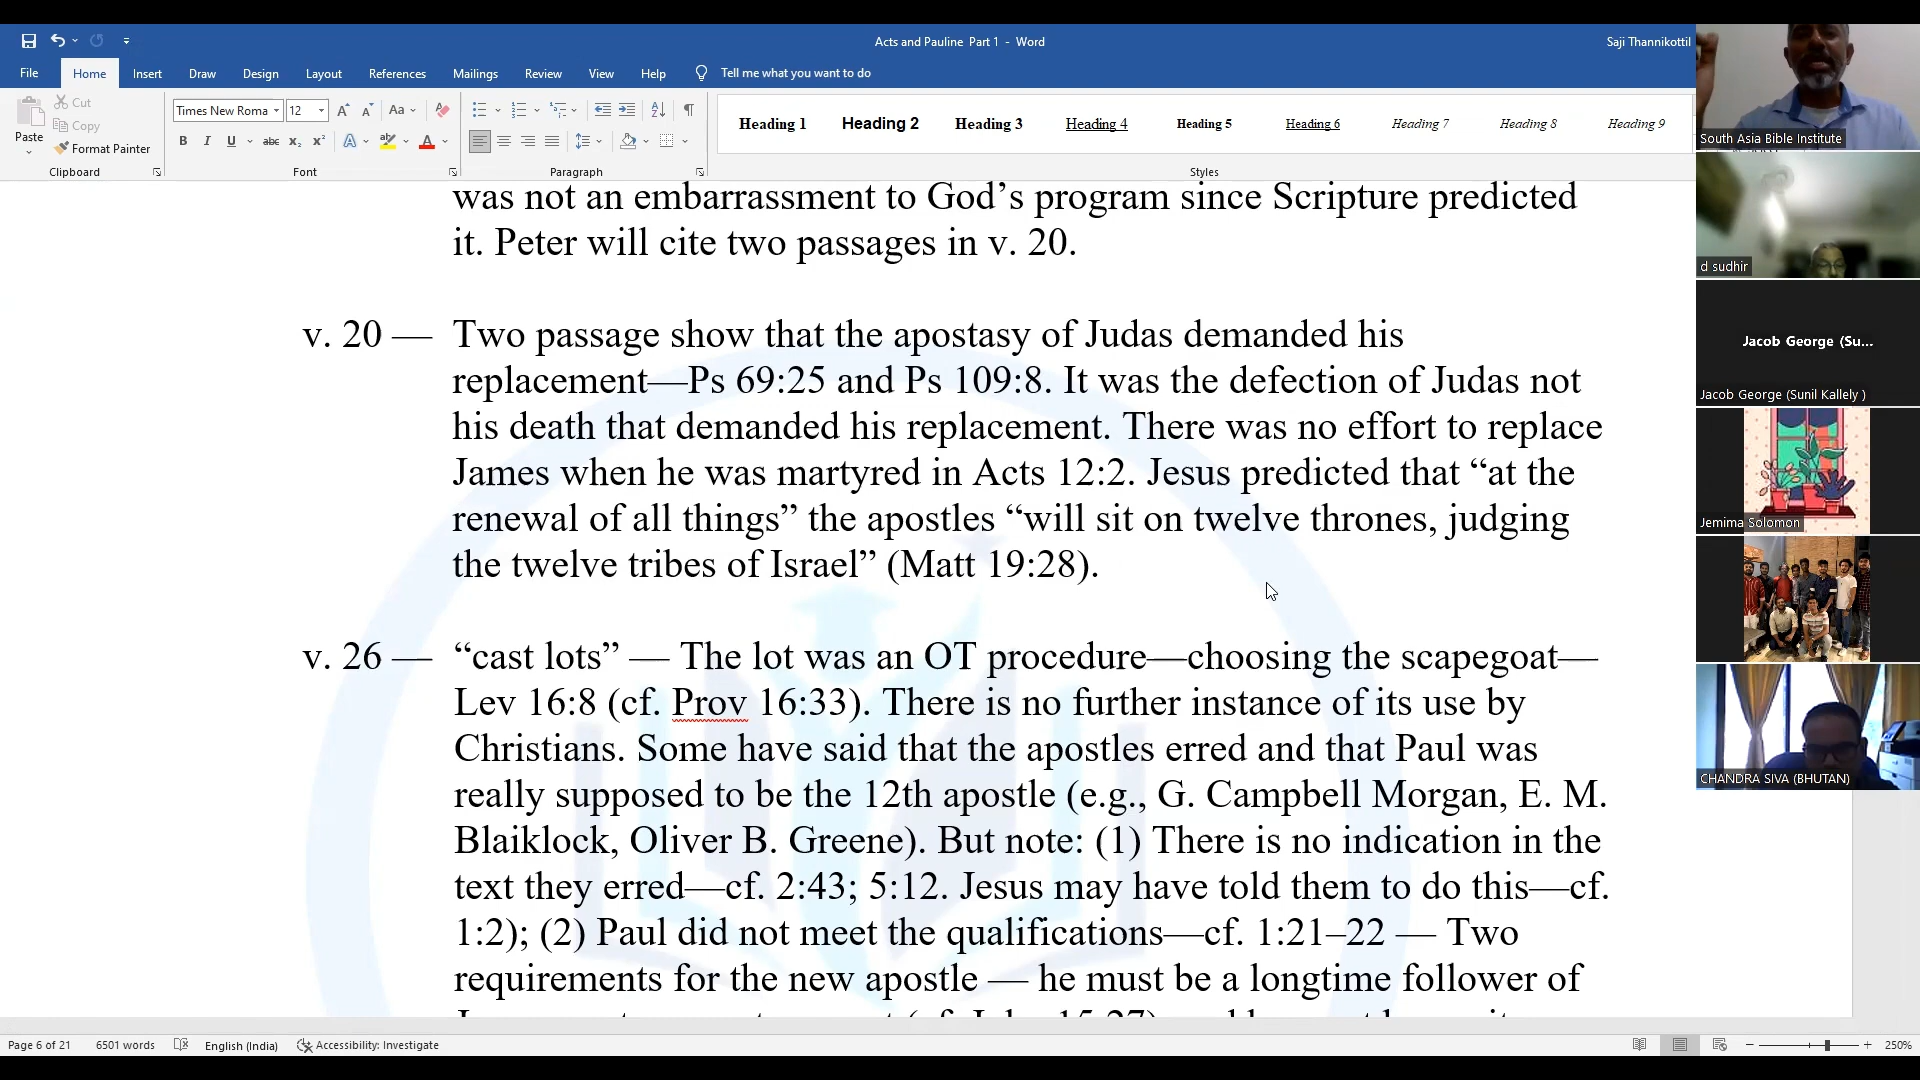 Acts and Pauline Part 1 - Word
Saji Thannikottil
File Home Insert Draw Design Layout References Mailings Review View Help Tell me what you want to do
Paste
Cut
Copy
Format Painter
Clipboard
Times New Roma 12
Font
Paragraph
Heading 1 Heading 2 Heading 3 Heading 4 Heading 5 Heading 6 Heading 7 Heading 8 Heading 9
Styles
was not an embarrassment to God’s program since Scripture predicted
it. Peter will cite two passages in v. 20.
v. 20 — Two passage show that the apostasy of Judas demanded his
replacement—Ps 69:25 and Ps 109:8. It was the defection of Judas not
his death that demanded his replacement. There was no effort to replace
James when he was martyred in Acts 12:2. Jesus predicted that “at the
renewal of all things” the apostles “will sit on twelve thrones, judging
the twelve tribes of Israel” (Matt 19:28).
v. 26 — “cast lots” — The lot was an OT procedure—choosing the scapegoat—
Lev 16:8 (cf. Prov 16:33). There is no further instance of its use by
Christians. Some have said that the apostles erred and that Paul was
really supposed to be the 12th apostle (e.g., G. Campbell Morgan, E. M.
Blaiklock, Oliver B. Greene). But note: (1) There is no indication in the
text they erred—cf. 2:43; 5:12. Jesus may have told them to do this—cf.
1:2); (2) Paul did not meet the qualifications—cf. 1:21–22 — Two
requirements for the new apostle — he must be a longtime follower of
South Asia Bible Institute
d sudhir
Jacob George (Su...
Jacob George (Sunil Kallely )
Jemima Solomon
CHANDRA SIVA (BHUTAN)
Page 6 of 21 6501 words English (India) Accessibility: Investigate 250%